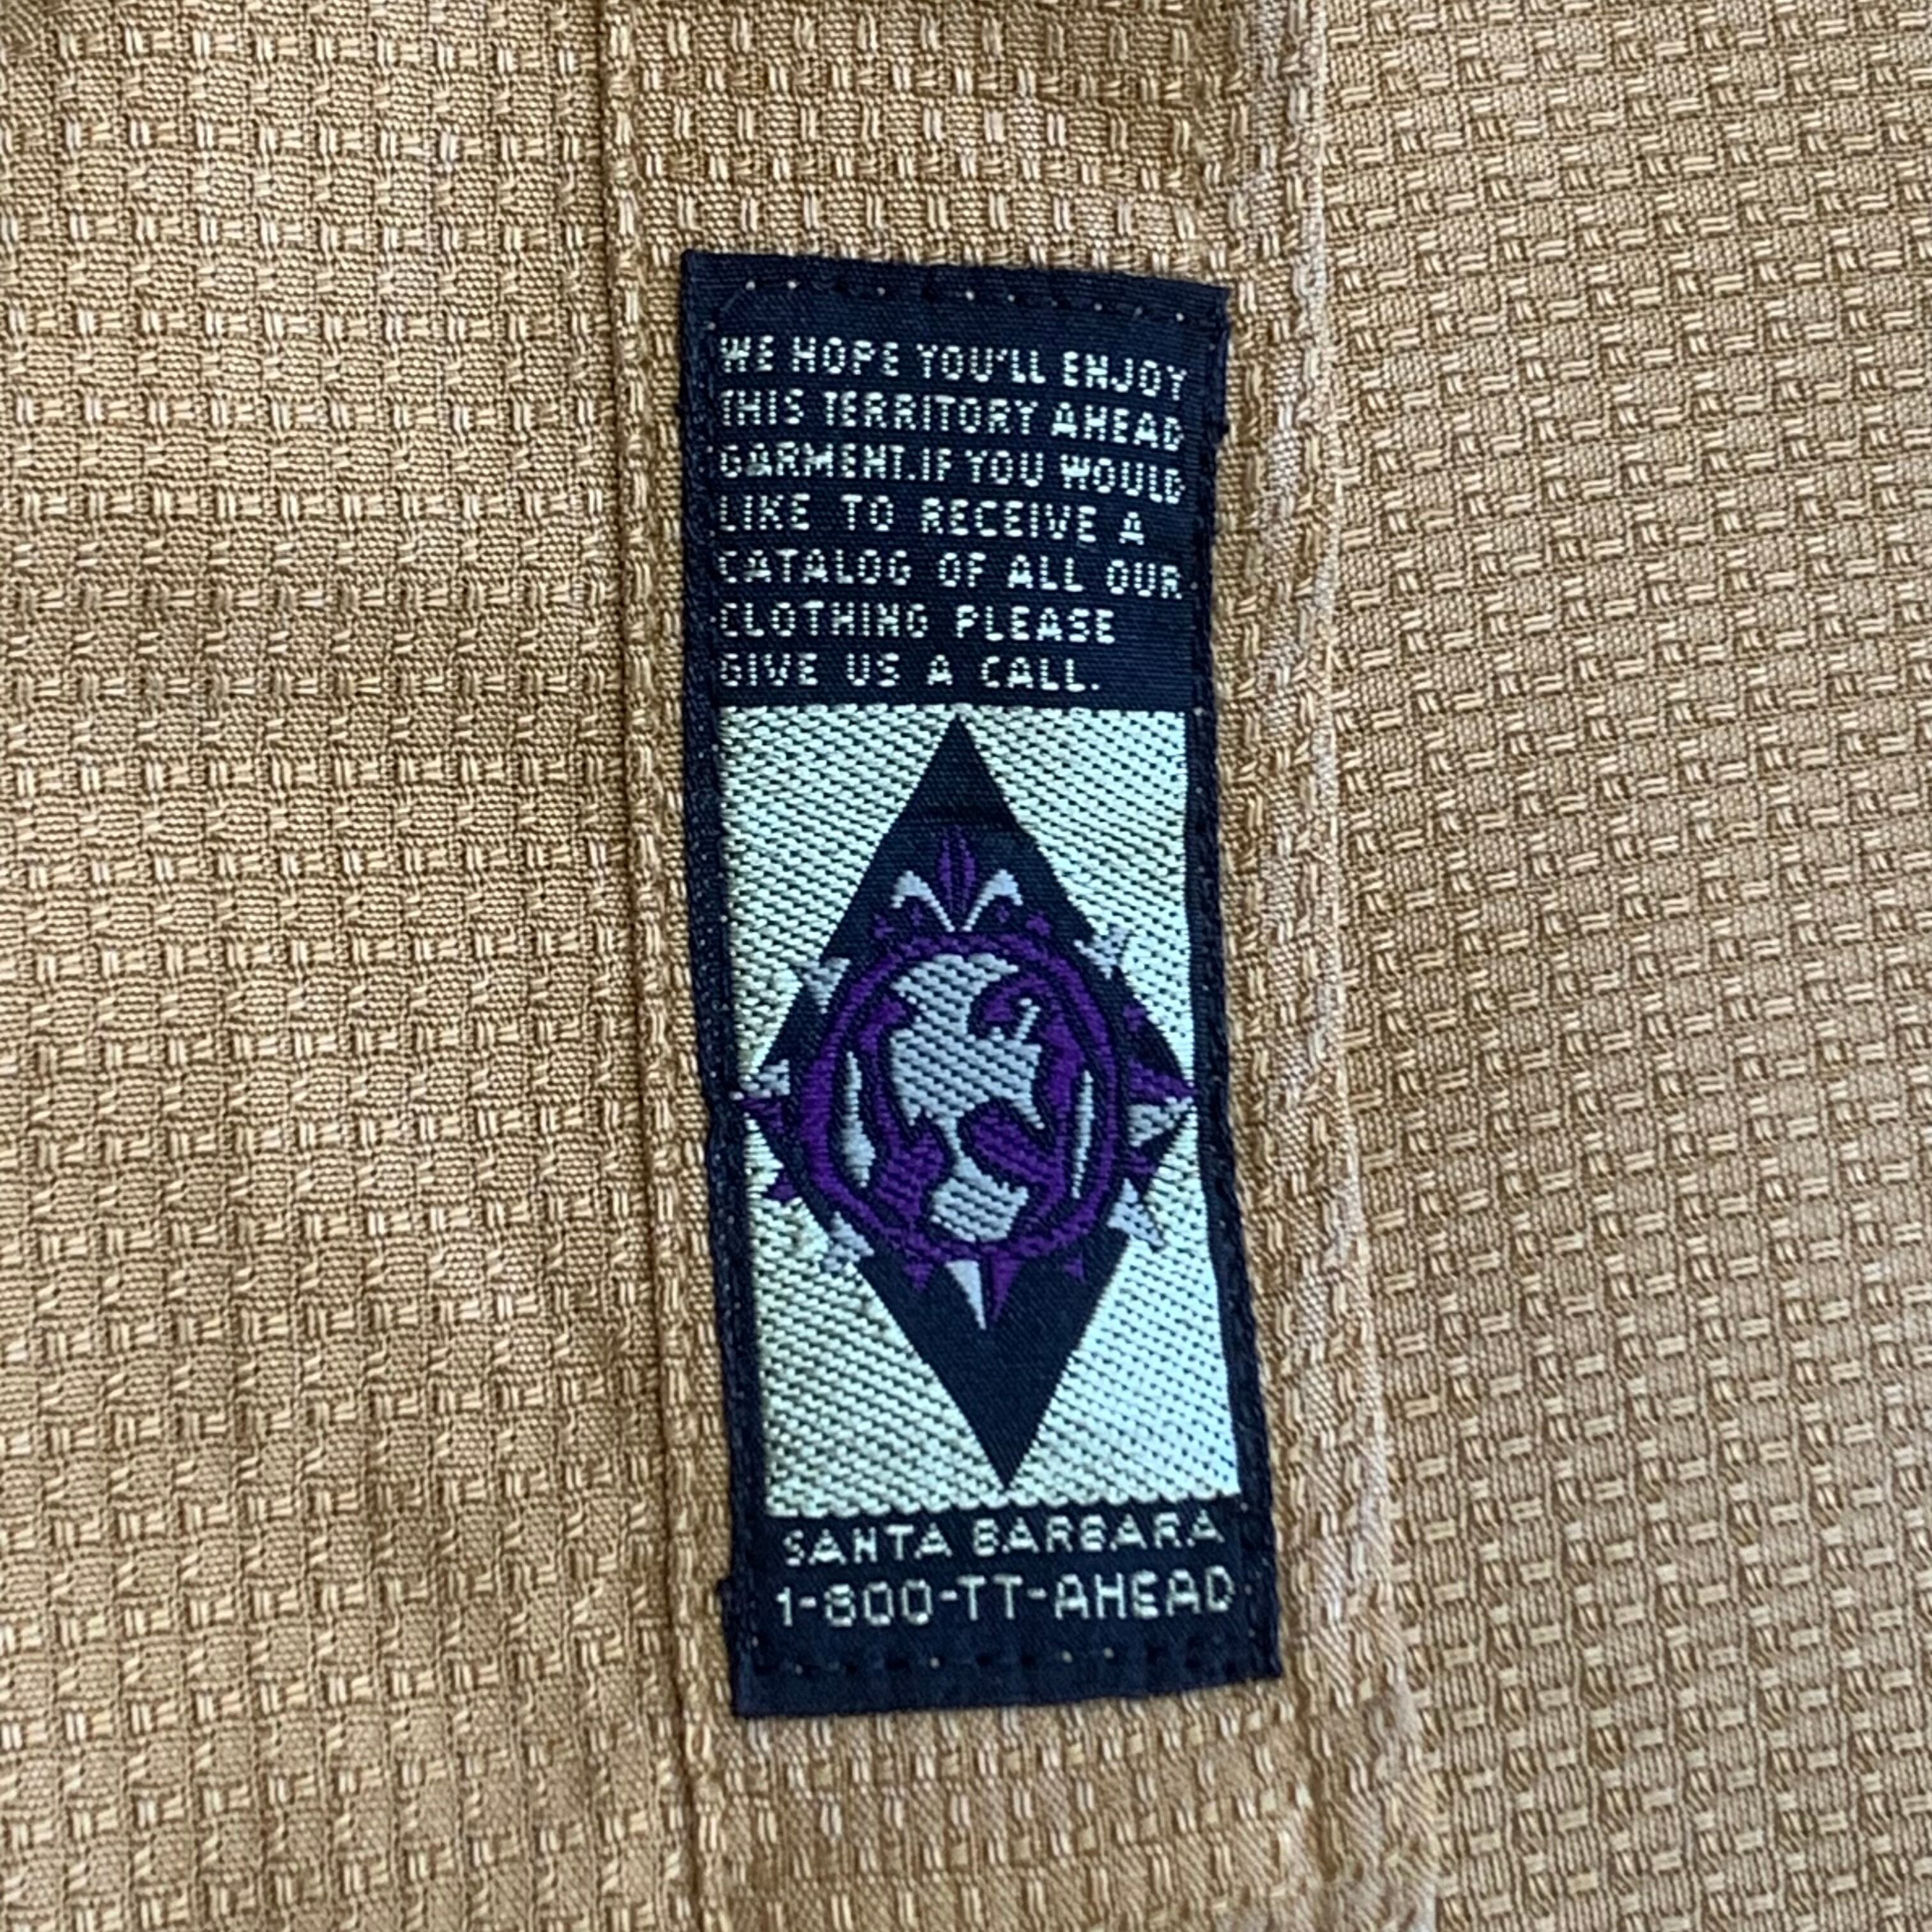 WE HOPE YOU'LL ENJOY
THIS TERRITORY AHEAD
GARMENT.IF YOU WOULD
LIKE TO RECEIVE A
CATALOG OF ALL OUR
CLOTHING PLEASE
GIVE US A CALL.
SANTA BARBARA
1-800-TT-AHEAD